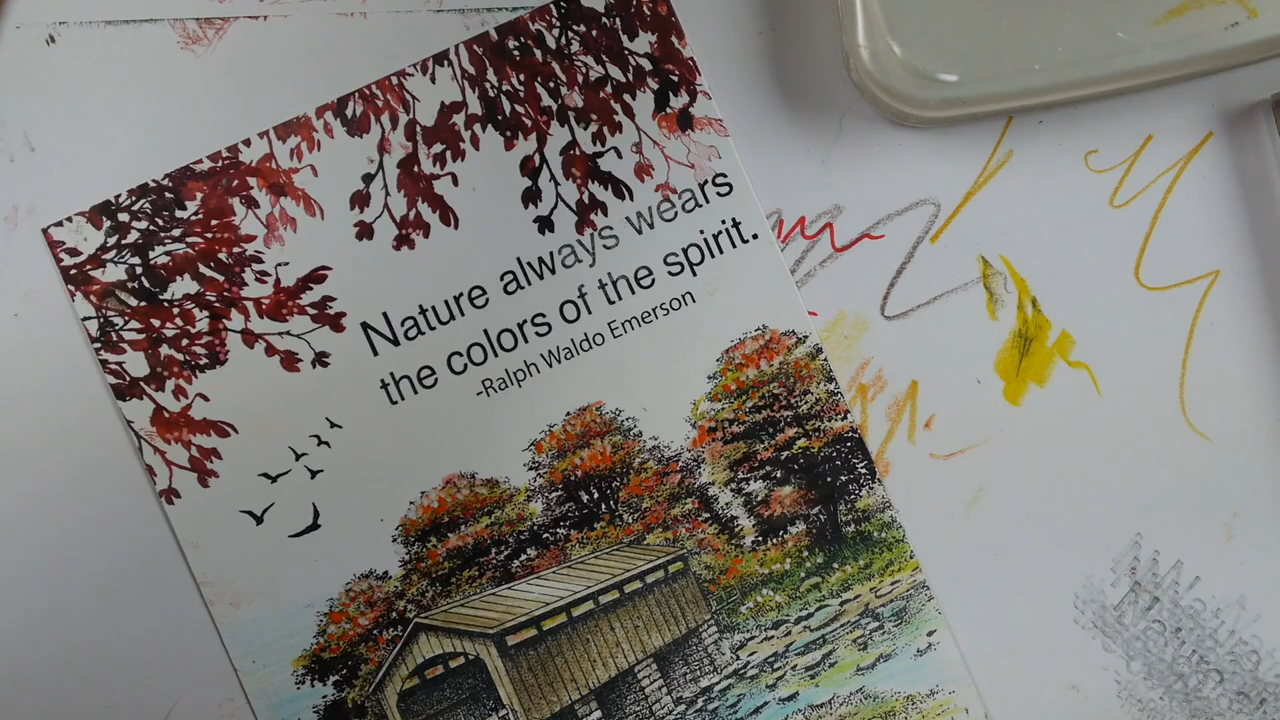 Nature always wears
the colors of the spirit.
-Ralph Waldo Emerson